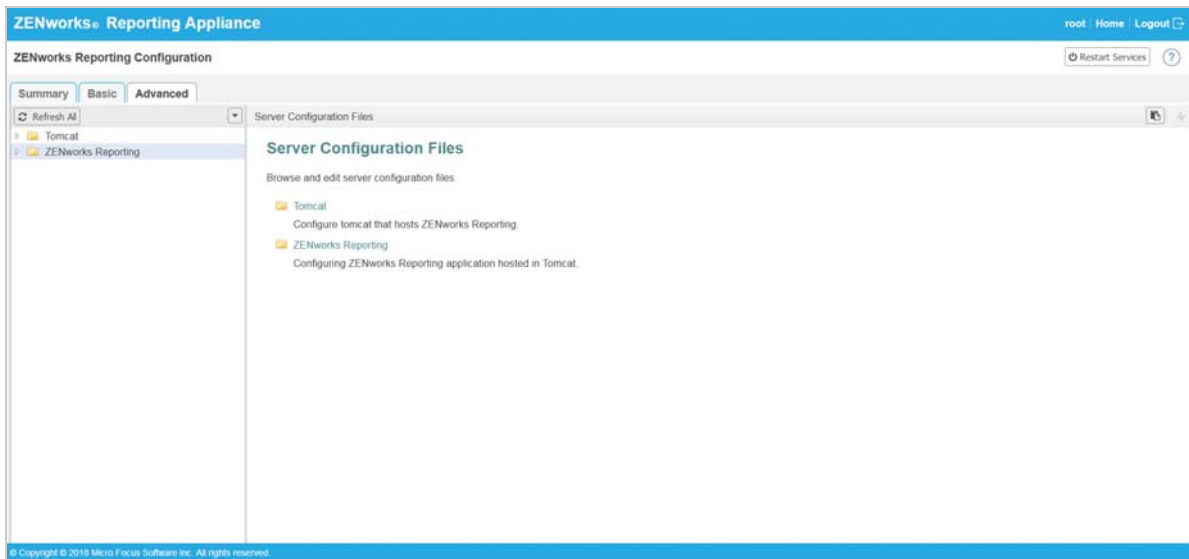 ZENworks® Reporting Appliance
root Home Logout
ZENworks Reporting Configuration
Restart Services ?
Summary Basic Advanced
Refresh All
Server Configuration Files
Tomcat
ZENworks Reporting
Server Configuration Files
Browse and edit server configuration files.
Tomcat
Configure tomcat that hosts ZENworks Reporting.
ZENworks Reporting
Configuring ZENworks Reporting application hosted in Tomcat.
© Copyright © 2018 Micro Focus Software Inc. All rights reserved.